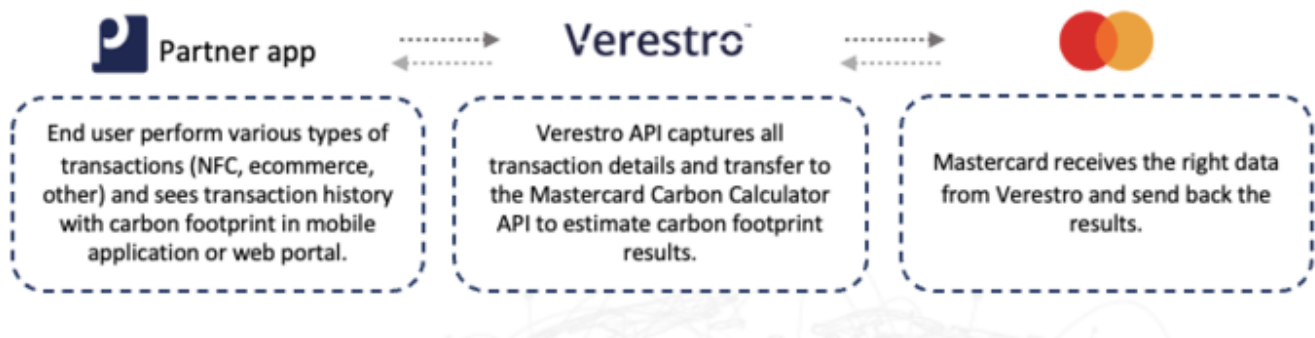 Partner app
Verestro™
End user perform various types of
transactions (NFC, ecommerce,
other) and sees transaction history
with carbon footprint in mobile
application or web portal.
Verestro API captures all
transaction details and transfer to
the Mastercard Carbon Calculator
API to estimate carbon footprint
results.
Mastercard receives the right data
from Verestro and send back the
results.